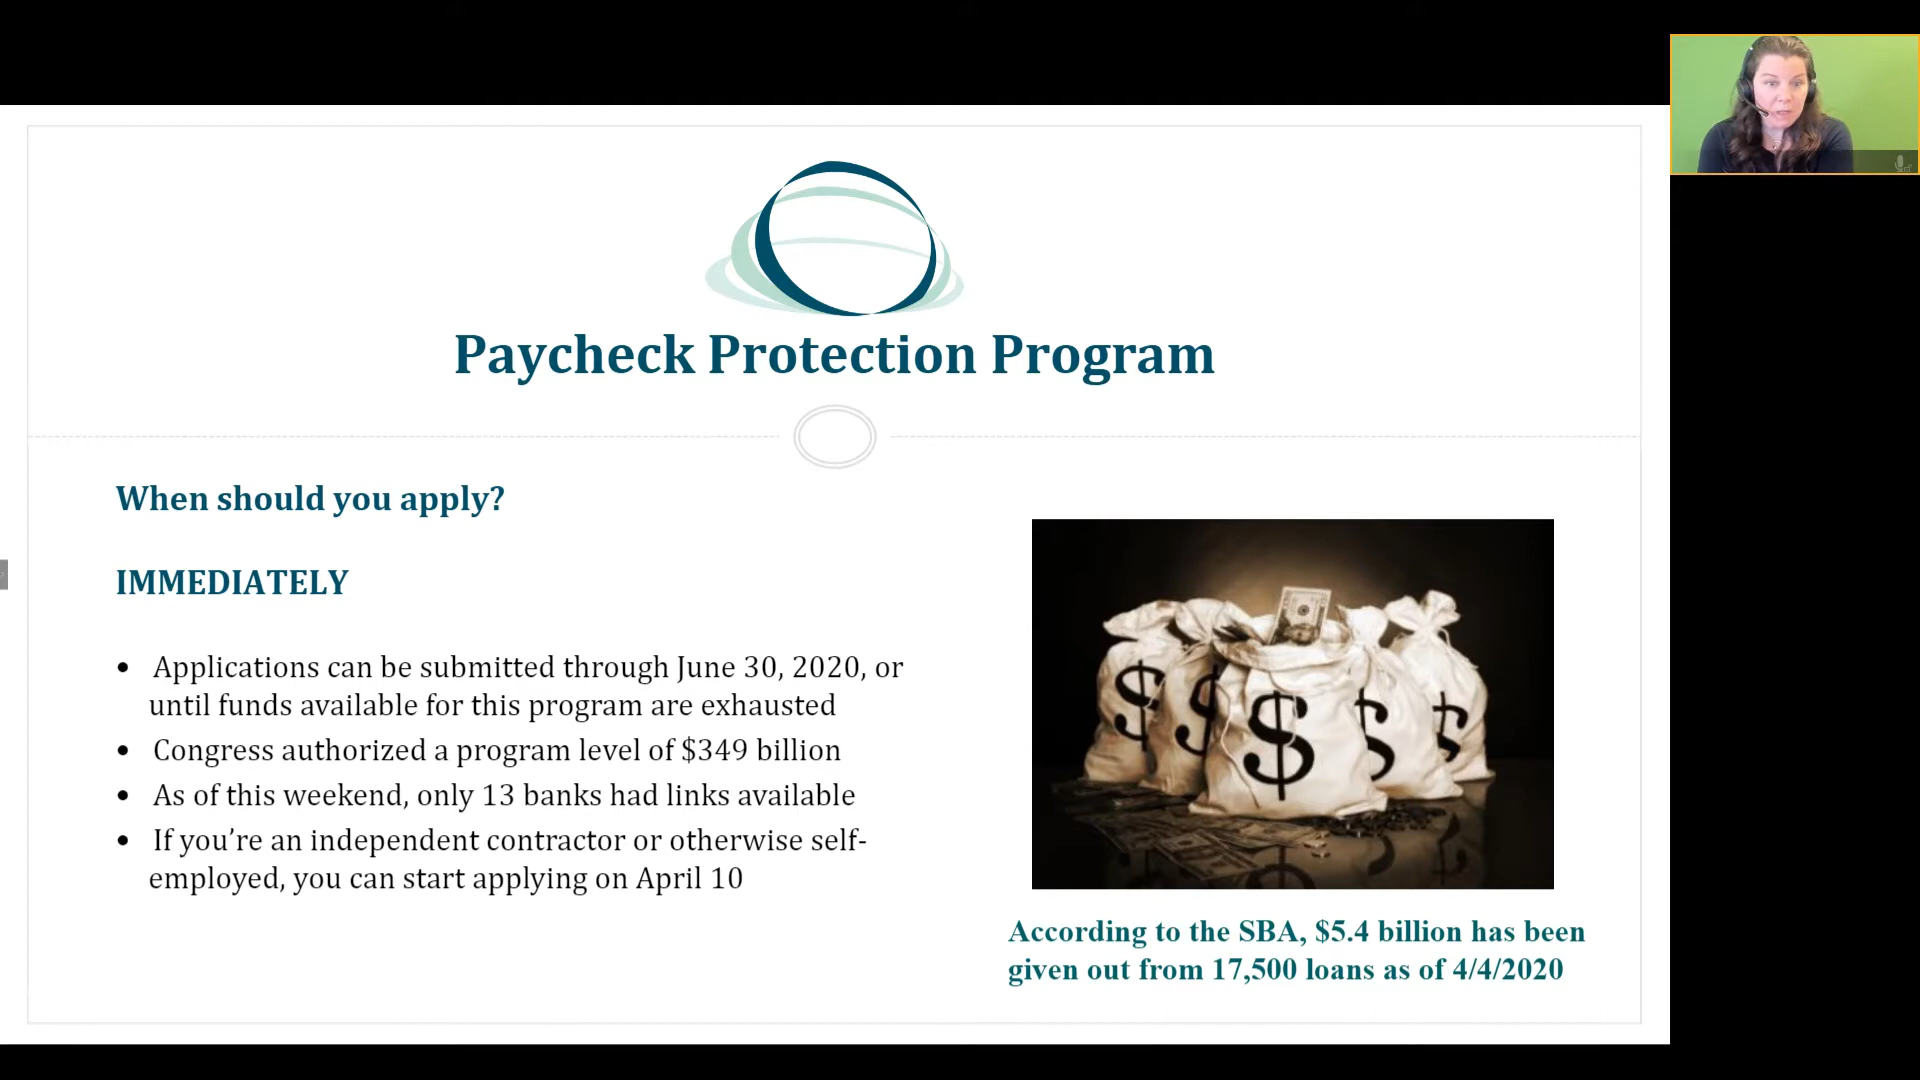 Paycheck Protection Program
When should you apply?
IMMEDIATELY
• Applications can be submitted through June 30, 2020, or
until funds available for this program are exhausted
• Congress authorized a program level of $349 billion
• As of this weekend, only 13 banks had links available
• If you’re an independent contractor or otherwise self-
employed, you can start applying on April 10
$ $ $ $ $
According to the SBA, $5.4 billion has been
given out from 17,500 loans as of 4/4/2020